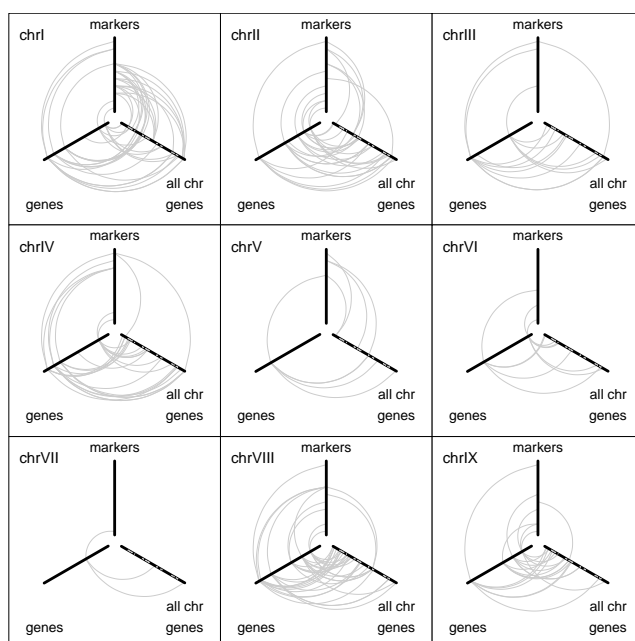 markers
chrI
all chr
genes genes
markers
chrII
all chr
genes genes
markers
chrIII
all chr
genes genes
markers
chrIV
all chr
genes genes
markers
chrV
all chr
genes genes
markers
chrVI
all chr
genes genes
markers
chrVII
all chr
genes genes
markers
chrVIII
all chr
genes genes
markers
chrIX
all chr
genes genes